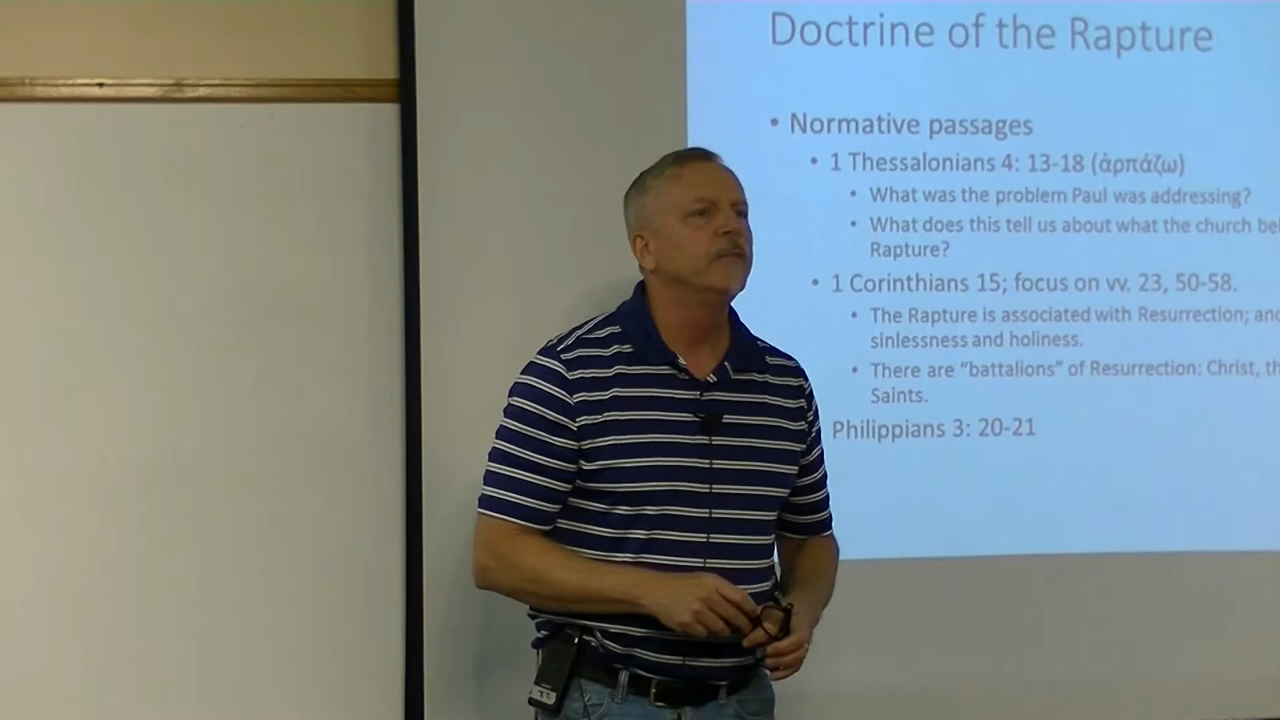 Doctrine of the Rapture
• Normative passages
• 1 Thessalonians 4: 13-18 (ἁρπάζω)
• What was the problem Paul was addressing?
• What does this tell us about what the church
Rapture?
• 1 Corinthians 15; focus on vv. 23, 50-58.
• The Rapture is associated with Resurrection; and
sinlessness and holiness.
• There are “battalions” of Resurrection: Christ,
Saints.
Philippians 3: 20-21